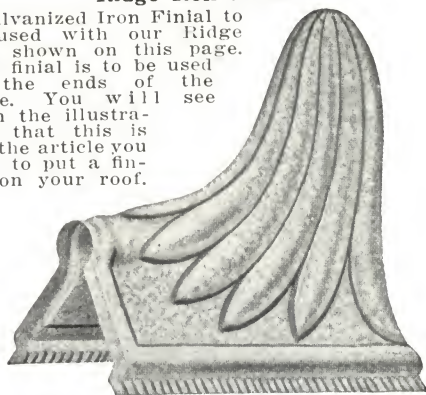 lvanized Iron Finial to
used with our Ridge
shown on this page.
finial is to be used
the ends of the
e. You will see
the illustra-
that this is
the article you
to put a fin-
on your roof.